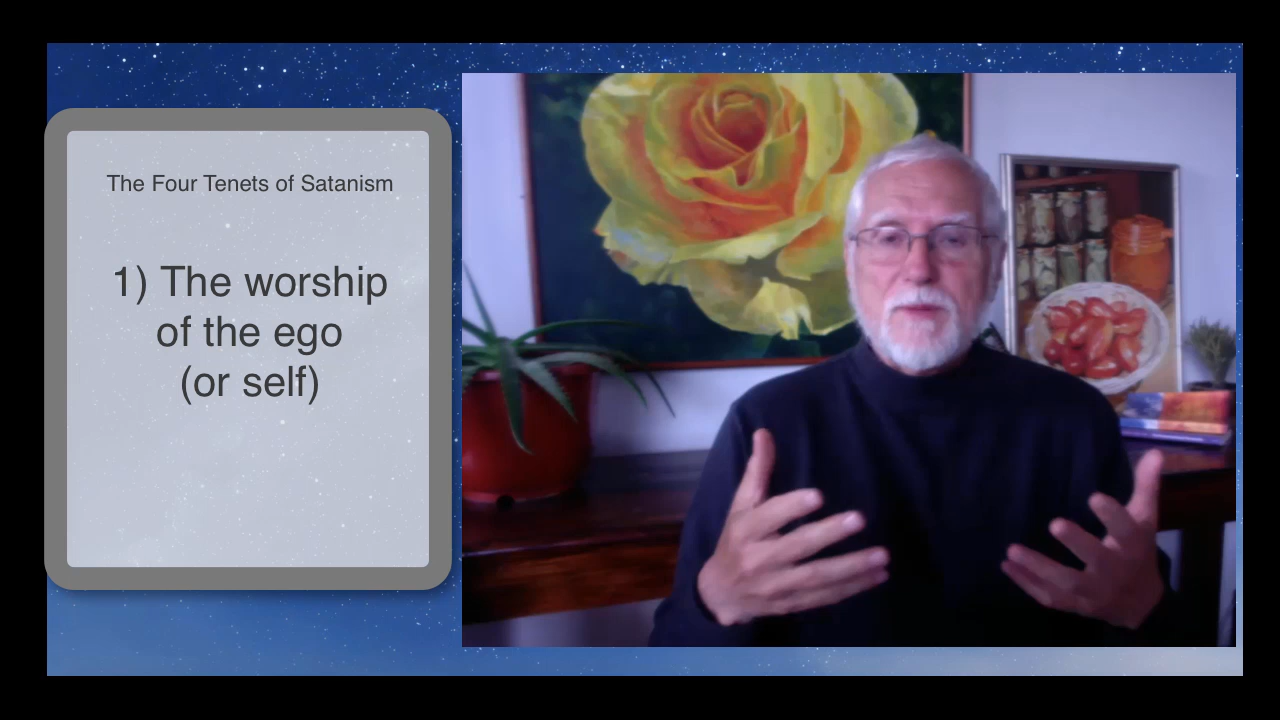 The Four Tenets of Satanism
1) The worship
of the ego
(or self)